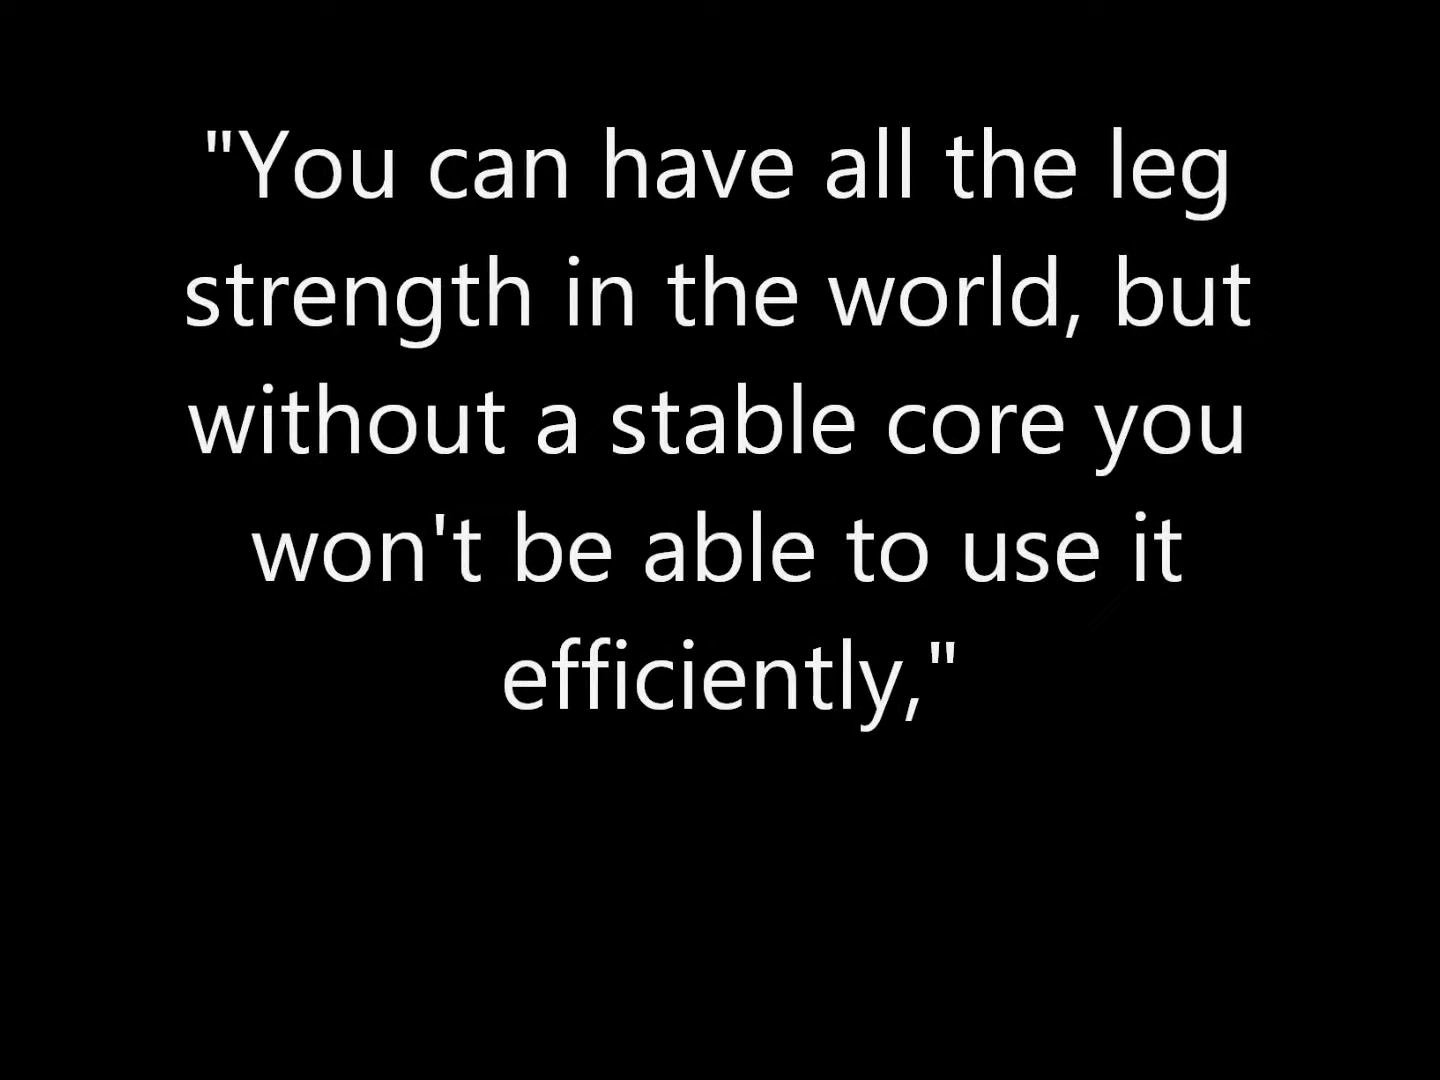 "You can have all the leg
strength in the world, but
without a stable core you
won't be able to use it
efficiently,"